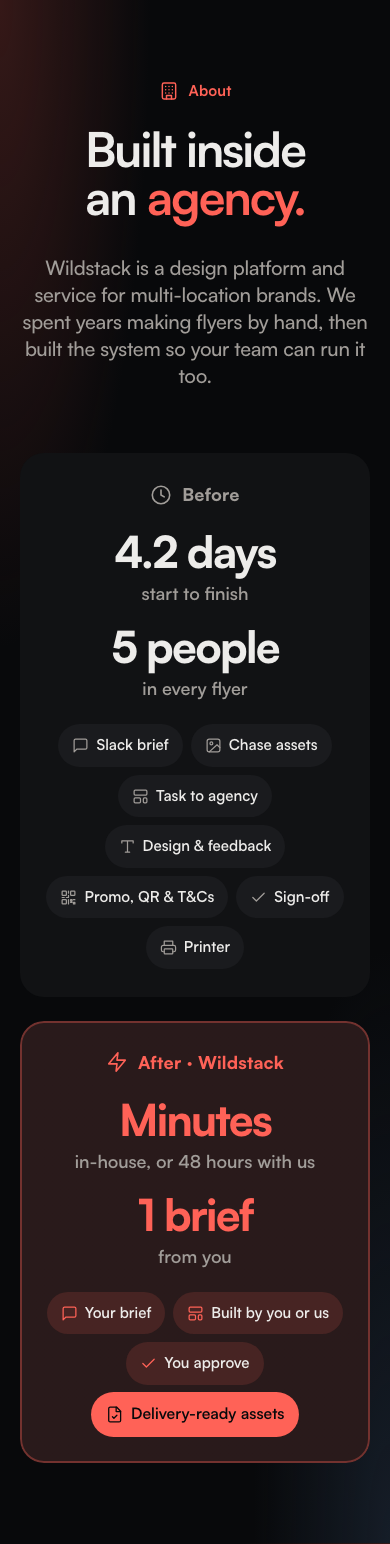 About
Built inside
an agency.
Wildstack is a design platform and
service for multi-location brands. We
spent years making flyers by hand, then
built the system so your team can run it
too.
Before
4.2 days
start to finish
5 people
in every flyer
Slack brief
Chase assets
Task to agency
Design & feedback
Promo, QR & T&Cs
Sign-off
Printer
After · Wildstack
Minutes
in-house, or 48 hours with us
1 brief
from you
Your brief
Built by you or us
You approve
Delivery-ready assets